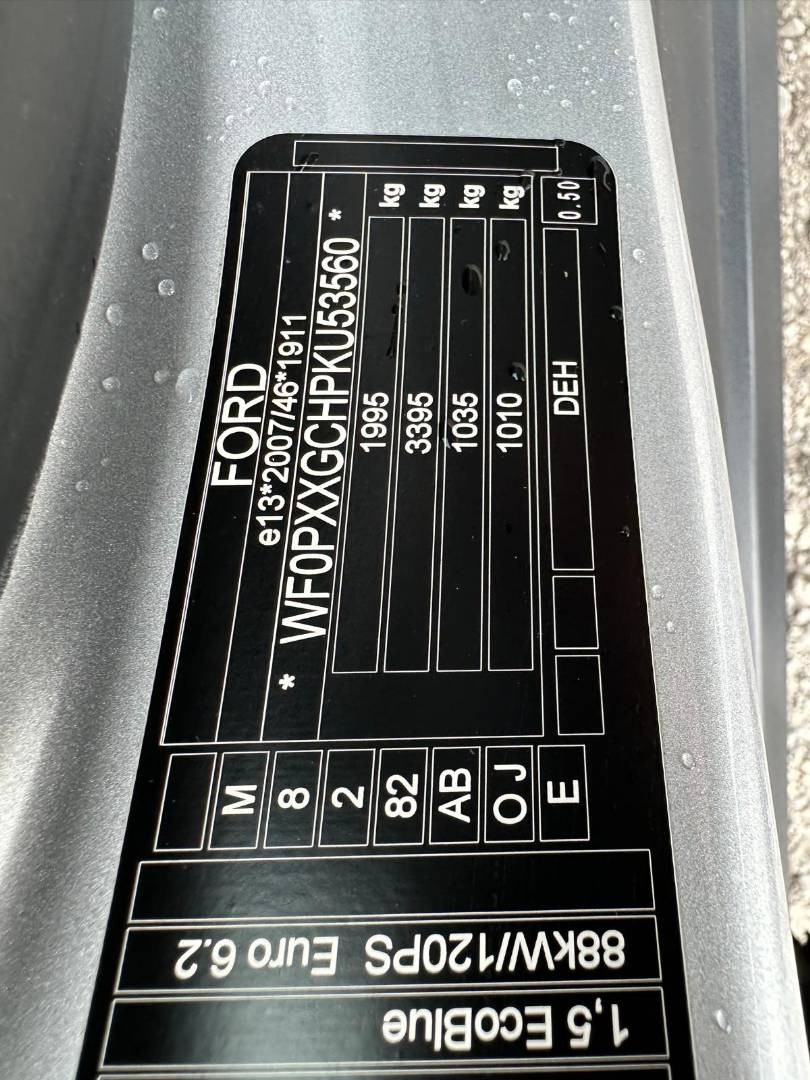 FORD
e13*2007/46*1911
* WF0PXXGCHPKU53560 *
1995 kg
3395 kg
1035 kg
1010 kg
DEH 0.50
M
8
2
82
AB
OJ
E
88kW/120PS Euro 6.2
1,5 EcoBlue